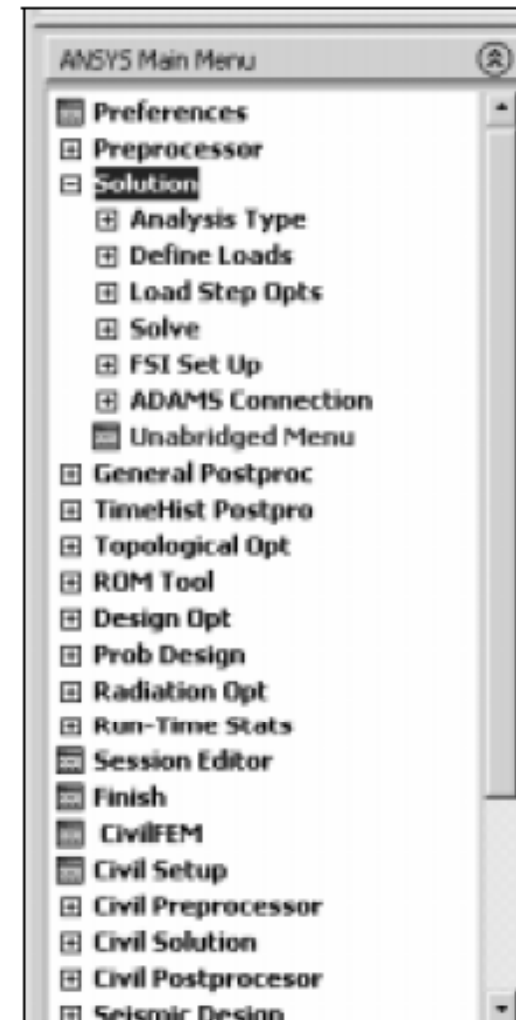 ANSYS Main Menu
Preferences
Preprocessor
Solution
Analysis Type
Define Loads
Load Step Opts
Solve
FSI Set Up
ADAMS Connection
Unabridged Menu
General Postproc
TimeHist Postpro
Topological Opt
ROM Tool
Design Opt
Prob Design
Radiation Opt
Run-Time Stats
Session Editor
Finish
CivilFEM
Civil Setup
Civil Preprocessor
Civil Solution
Civil Postprocesor
Seismic Design